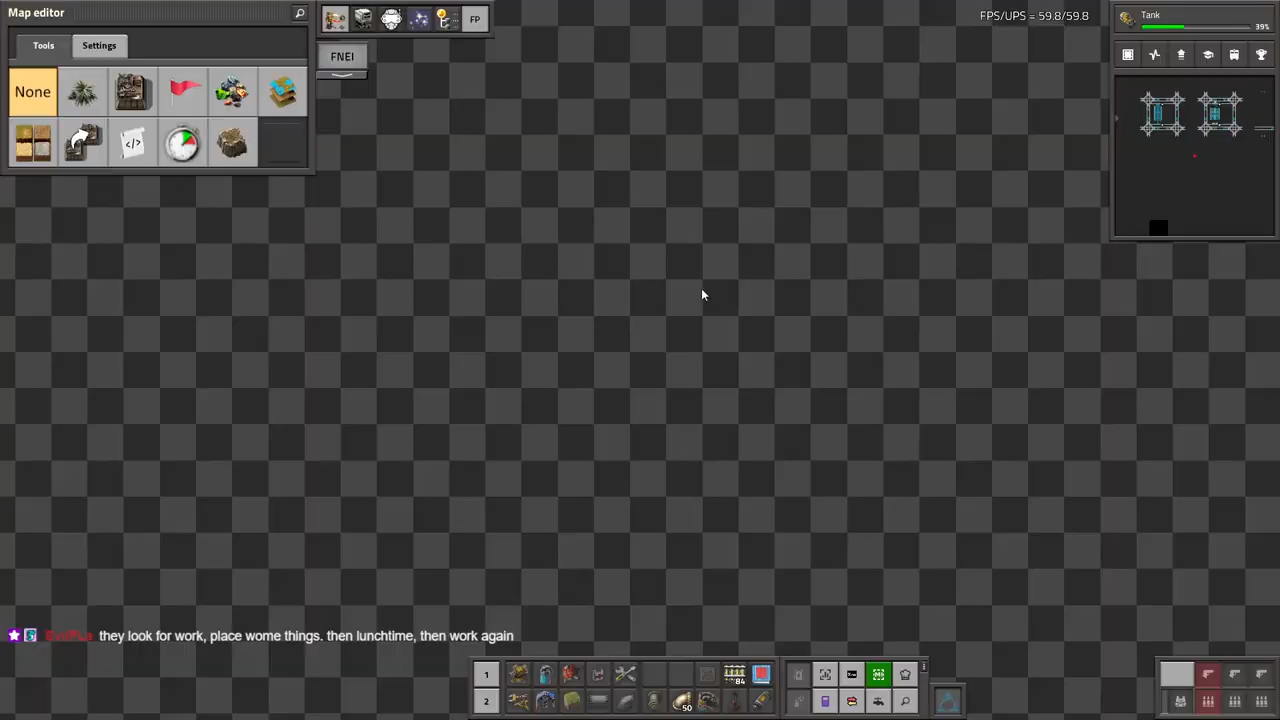 Map editor
FPS/UPS = 59.8/59.8
Tank
39%
Tools
Settings
FP
FNEI
None
</>
they look for work, place wome things. then lunchtime, then work again
1
84
2
50